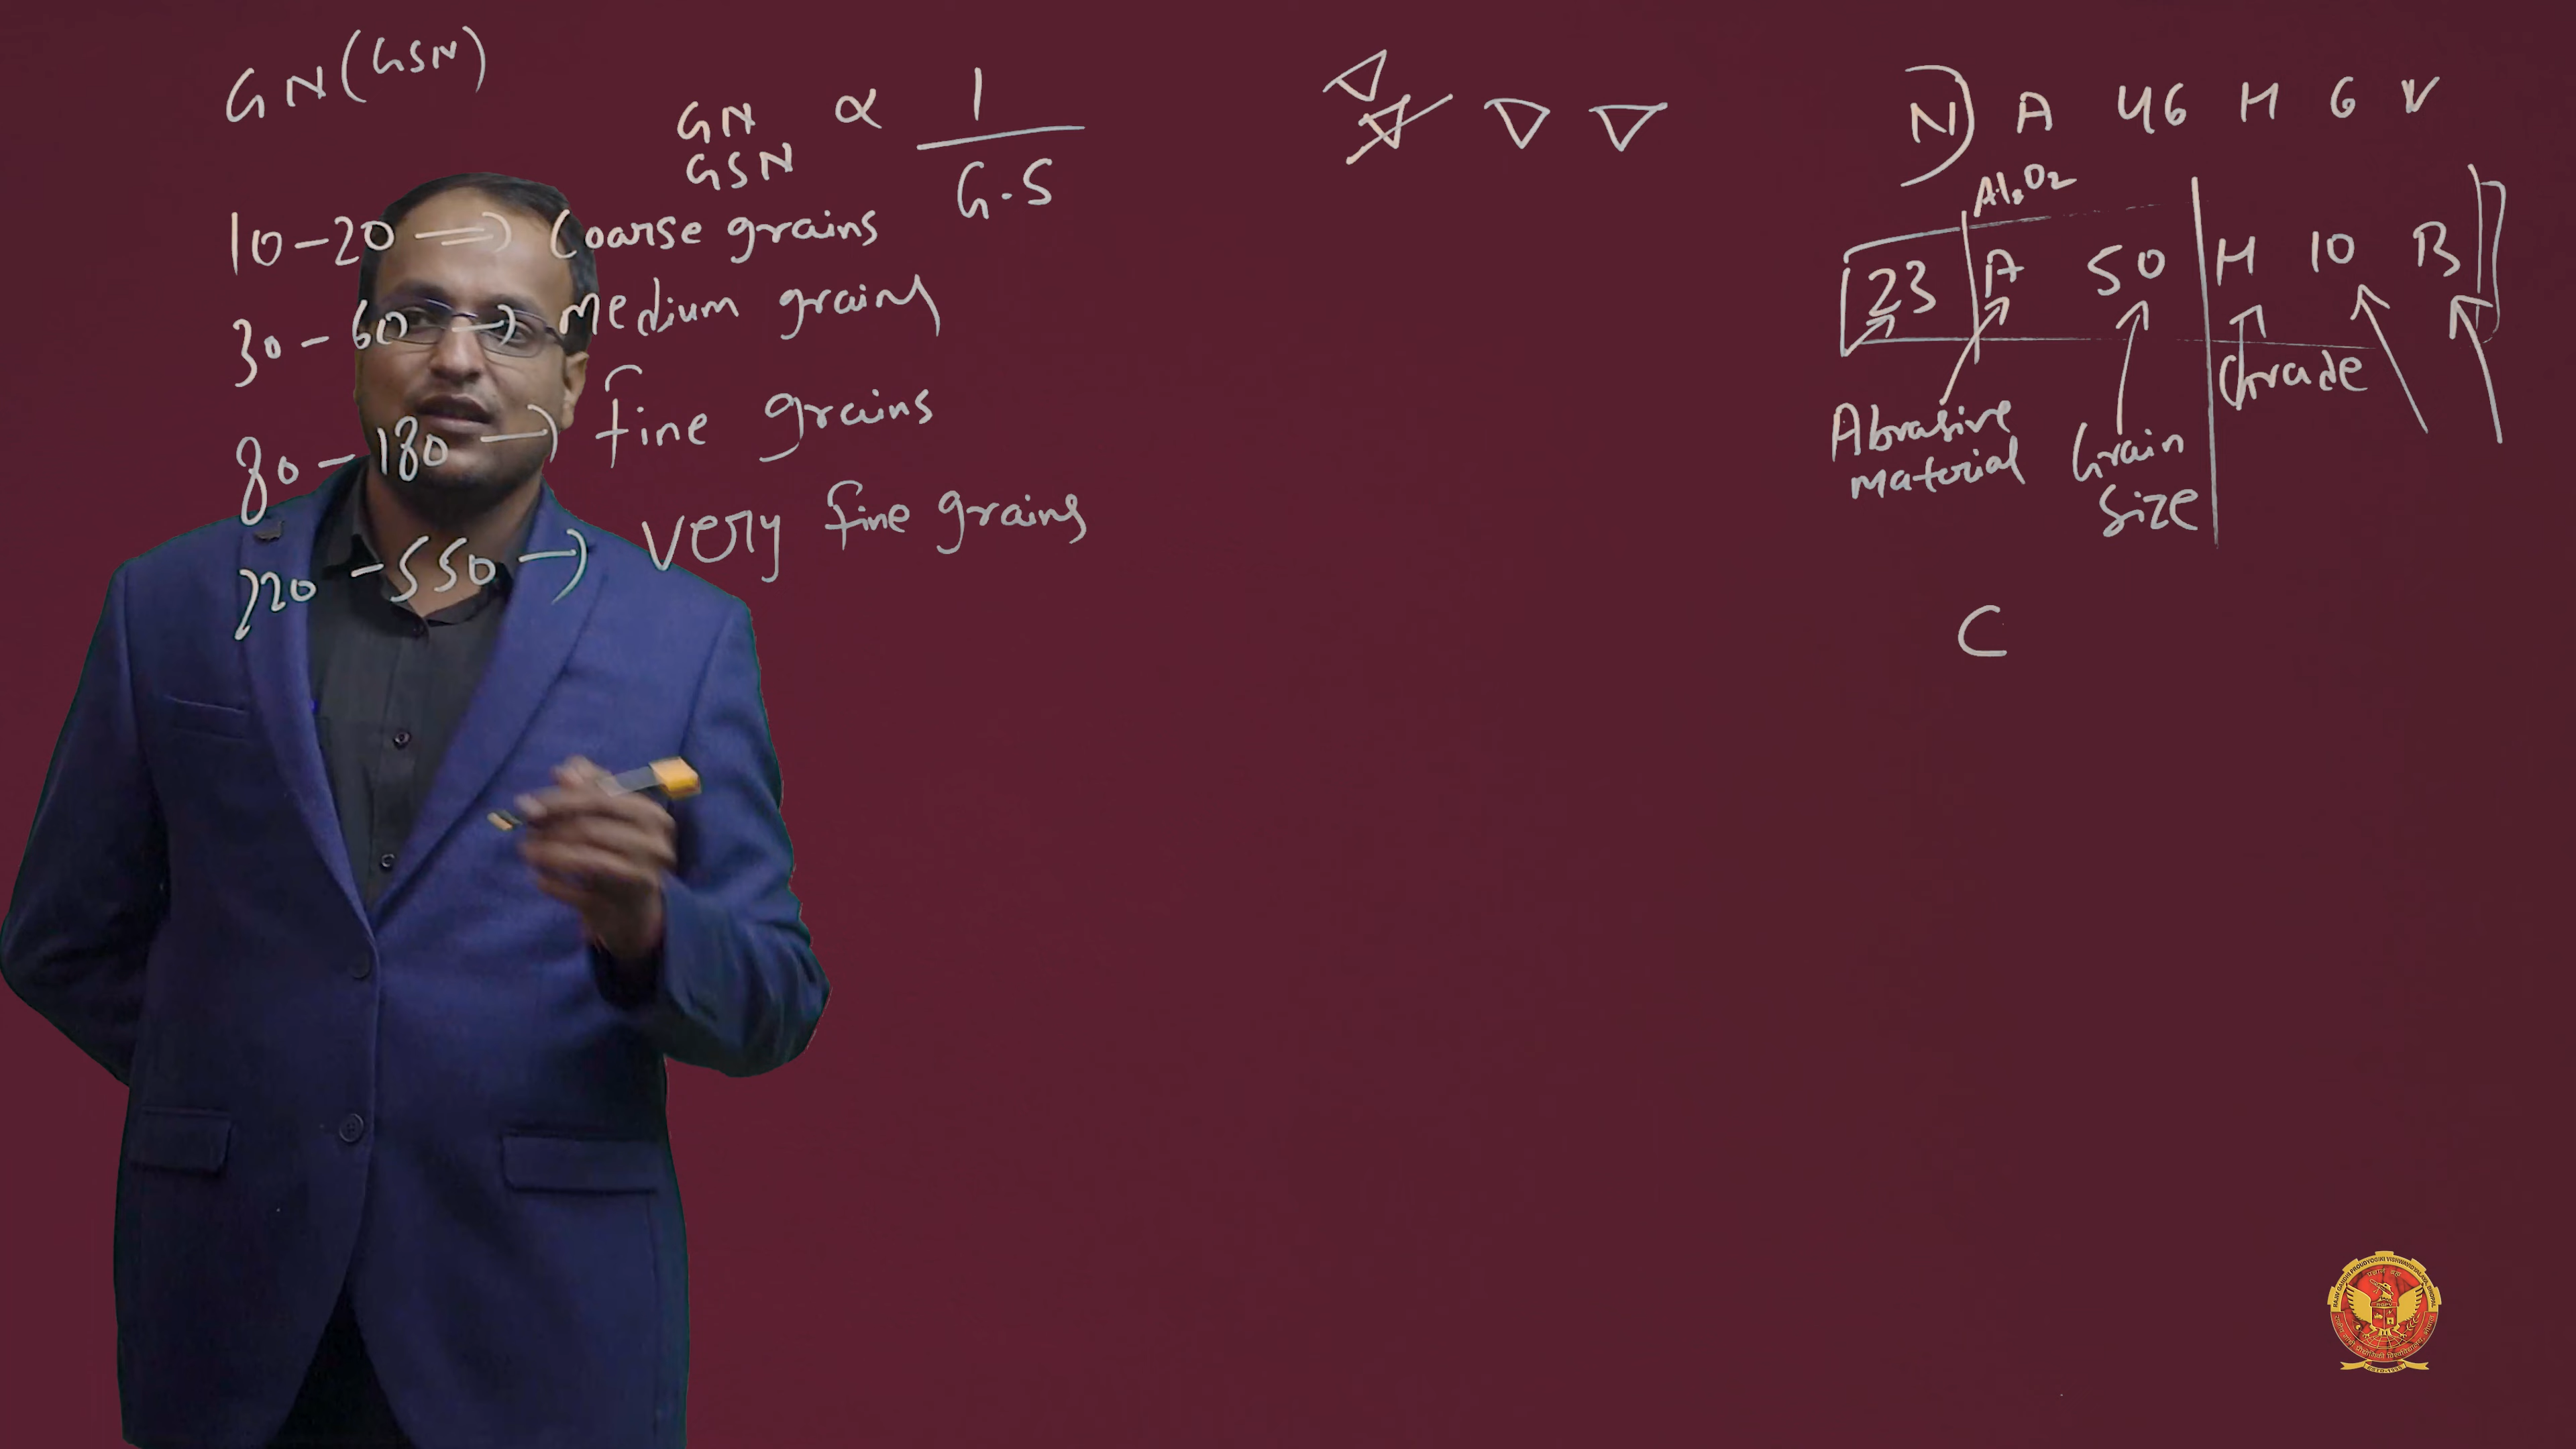 GN (GSN)
GN
GSN ∝ 1
G.S
10-20 ⇒ Coarse grains
30-60 → medium grains
80-180 → fine grains
220-550 → very fine grains
N A 46 H 6 V
Al2O2
23 A 50 H 10 B
Abrasive
material
Grain
Size
Grade
C